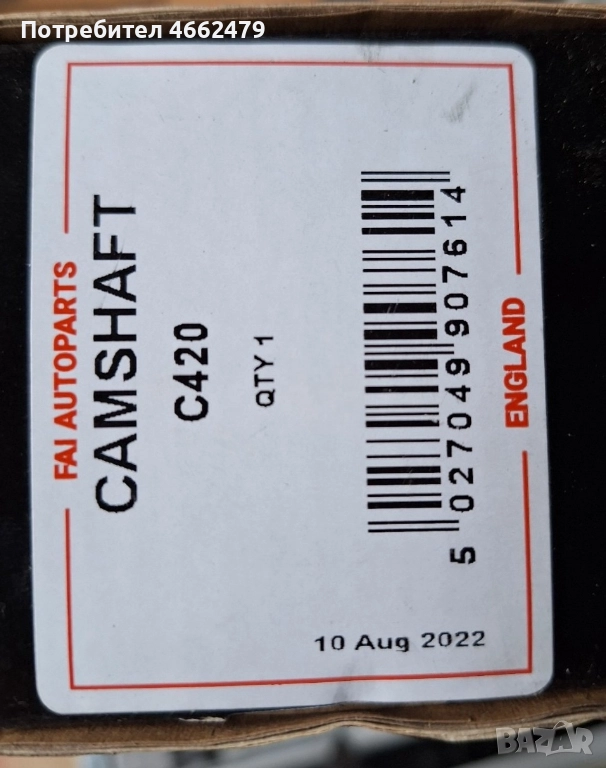 Потребител 4662479
FAI AUTOPARTS
CAMSHAFT
C420
QTY 1
5 027049 907614
ENGLAND
10 Aug 2022
BAZAR